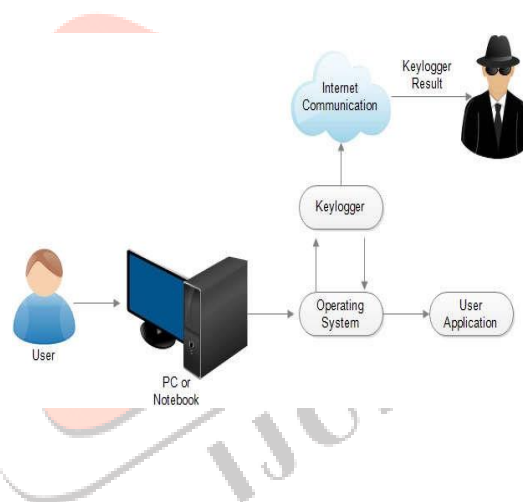 Internet
Communication
Keylogger
Result
Keylogger
User
PC or
Notebook
Operating
System
User
Application